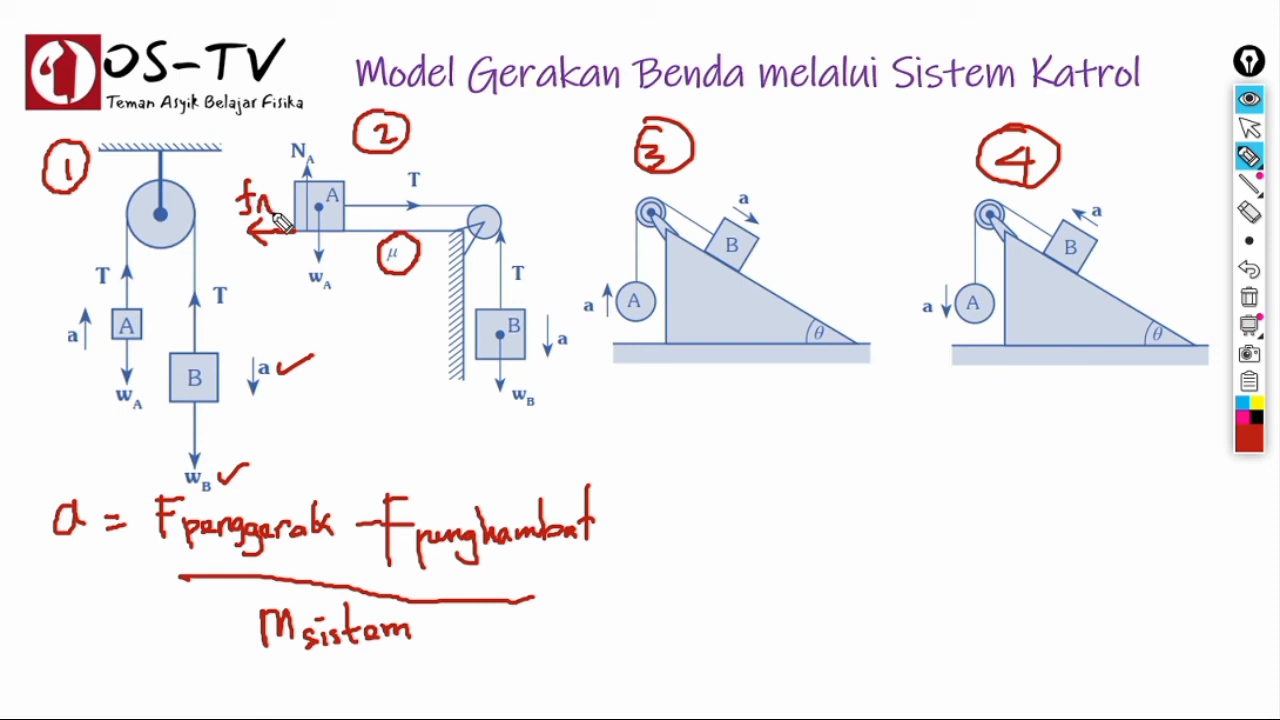 OS-TV
Teman Asyik Belajar Fisika
Model Gerakan Benda melalui Sistem Katrol
1
2
3
4
N_A
A
T
μ
w_A
T
B
a
w_B
T
T
A
a
w_A
B
a
w_B
B
a
A
a
θ
B
a
A
a
θ
a = Fpenggerak - Fpenghambat
Msistem